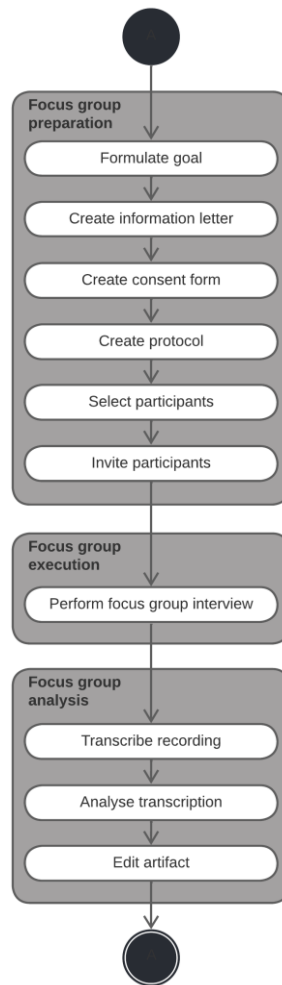 Focus group
preparation
Formulate goal
Create information letter
Create consent form
Create protocol
Select participants
Invite participants
Focus group
execution
Perform focus group interview
Focus group
analysis
Transcribe recording
Analyse transcription
Edit artifact